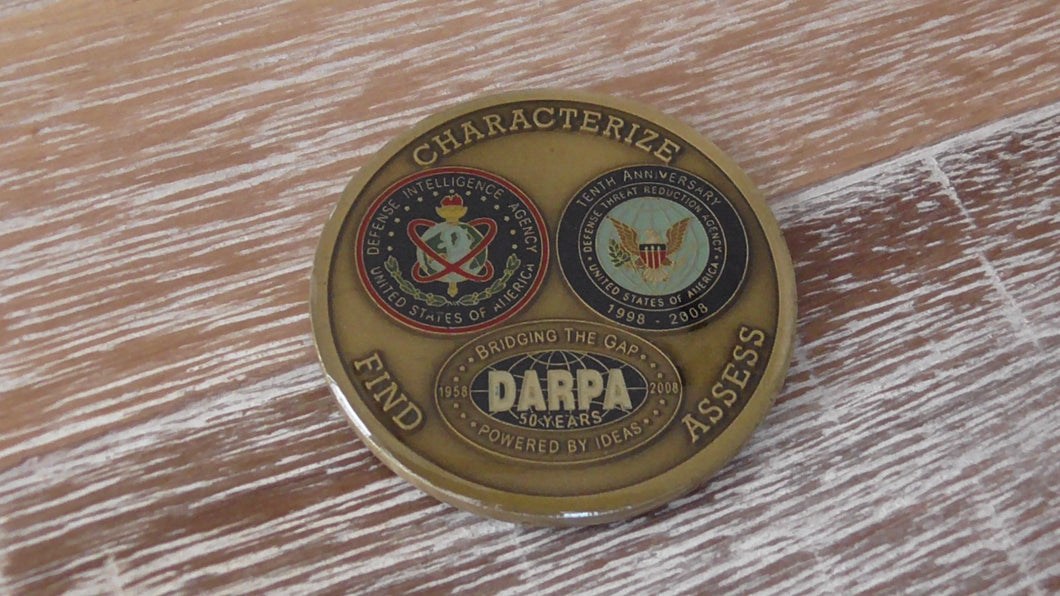 CHARACTERIZE
DEFENSE INTELLIGENCE AGENCY
UNITED STATES OF AMERICA
TENTH ANNIVERSARY
DEFENSE THREAT REDUCTION AGENCY
UNITED STATES OF AMERICA
1998 - 2008
FIND
ASSESS
BRIDGING THE GAP
1958 DARPA 2008
50 YEARS
POWERED BY IDEAS